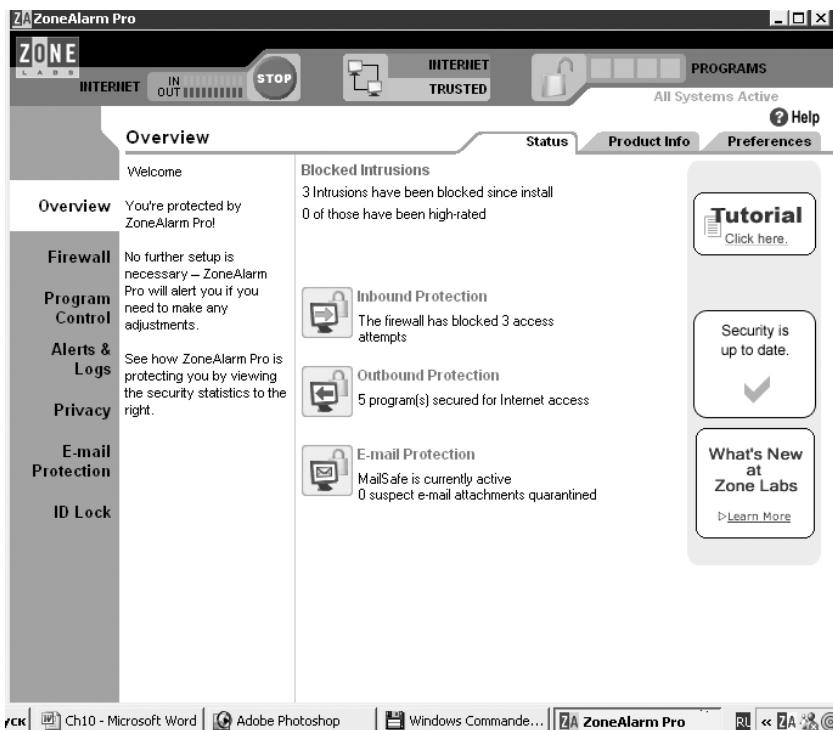 ZA ZoneAlarm Pro
ZONE
LABS
INTERNET IN OUT STOP
INTERNET
TRUSTED
PROGRAMS
All Systems Active
? Help
Overview
Status Product Info Preferences
Overview
Firewall
Program
Control
Alerts &
Logs
Privacy
E-mail
Protection
ID Lock
Welcome
You're protected by
ZoneAlarm Pro!
No further setup is
necessary – ZoneAlarm
Pro will alert you if you
need to make any
adjustments.
See how ZoneAlarm Pro is
protecting you by viewing
the security statistics to the
right.
Blocked Intrusions
3 Intrusions have been blocked since install
0 of those have been high-rated
Inbound Protection
The firewall has blocked 3 access
attempts
Outbound Protection
5 program(s) secured for Internet access
E-mail Protection
MailSafe is currently active
0 suspect e-mail attachments quarantined
Tutorial
Click here.
Security is
up to date.
What's New
at
Zone Labs
Learn More
уск Ch10 - Microsoft Word Adobe Photoshop Windows Commande... ZA ZoneAlarm Pro RU « ZA